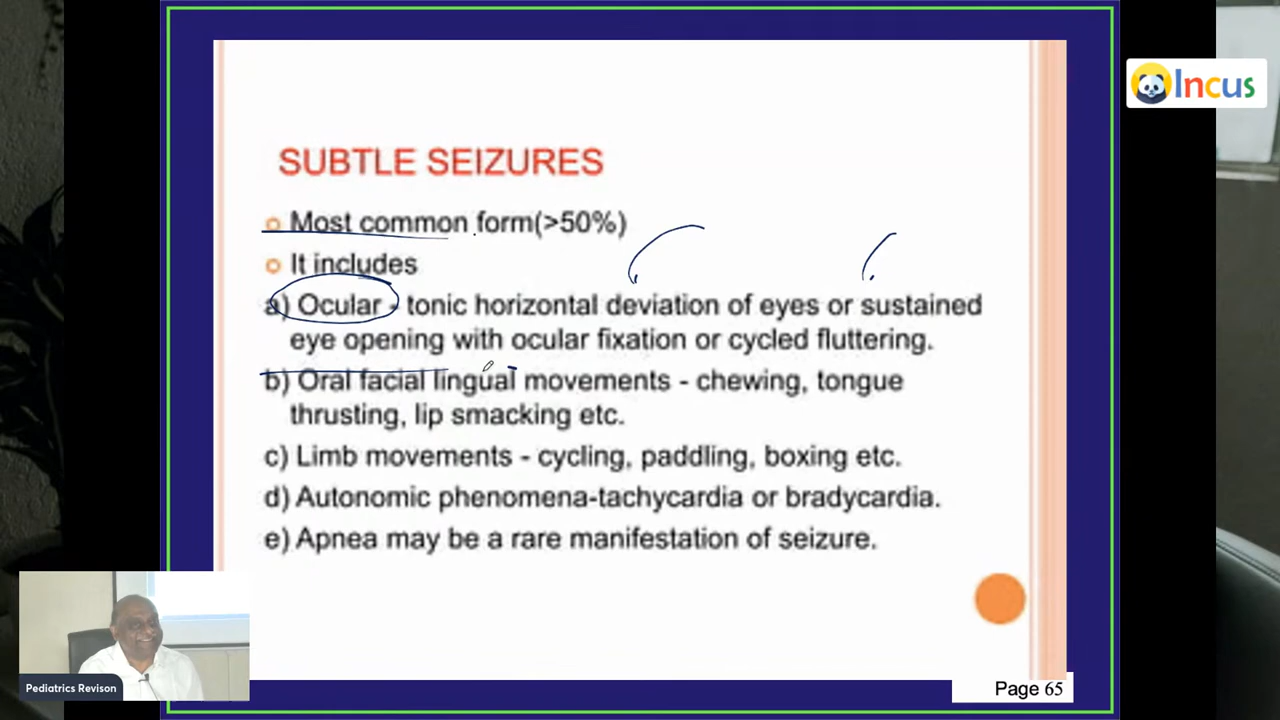 Incus
SUBTLE SEIZURES
Most common form(>50%)
It includes
a) Ocular - tonic horizontal deviation of eyes or sustained
eye opening with ocular fixation or cycled fluttering.
b) Oral facial lingual movements - chewing, tongue
thrusting, lip smacking etc.
c) Limb movements - cycling, paddling, boxing etc.
d) Autonomic phenomena-tachycardia or bradycardia.
e) Apnea may be a rare manifestation of seizure.
Pediatrics Revison
Page 65